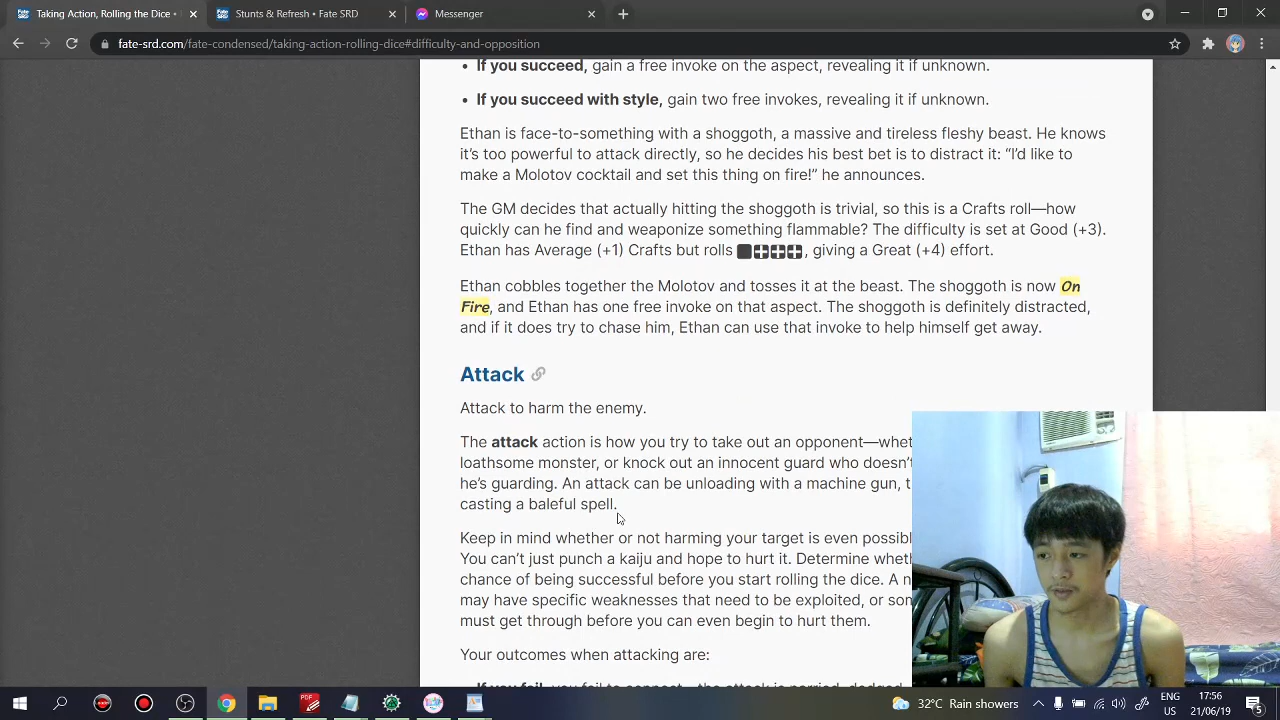 Taking Action, Rolling the Dice •
Stunts & Refresh • Fate SRD
Messenger
fate-srd.com/fate-condensed/taking-action-rolling-dice#difficulty-and-opposition
• If you succeed, gain a free invoke on the aspect, revealing it if unknown.
• If you succeed with style, gain two free invokes, revealing it if unknown.
Ethan is face-to-something with a shoggoth, a massive and tireless fleshy beast. He knows
it's too powerful to attack directly, so he decides his best bet is to distract it: “I'd like to
make a Molotov cocktail and set this thing on fire!” he announces.
The GM decides that actually hitting the shoggoth is trivial, so this is a Crafts roll—how
quickly can he find and weaponize something flammable? The difficulty is set at Good (+3).
Ethan has Average (+1) Crafts but rolls , giving a Great (+4) effort.
Ethan cobbles together the Molotov and tosses it at the beast. The shoggoth is now On
Fire, and Ethan has one free invoke on that aspect. The shoggoth is definitely distracted,
and if it does try to chase him, Ethan can use that invoke to help himself get away.
Attack
Attack to harm the enemy.
The attack action is how you try to take out an opponent—whet
loathsome monster, or knock out an innocent guard who doesn't
he's guarding. An attack can be unloading with a machine gun, t
casting a baleful spell.
Keep in mind whether or not harming your target is even possibl
You can't just punch a kaiju and hope to hurt it. Determine wheth
chance of being successful before you start rolling the dice. A n
may have specific weaknesses that need to be exploited, or som
must get through before you can even begin to hurt them.
Your outcomes when attacking are:
32°C Rain showers
ENG
US
17:56
21/06/19
5